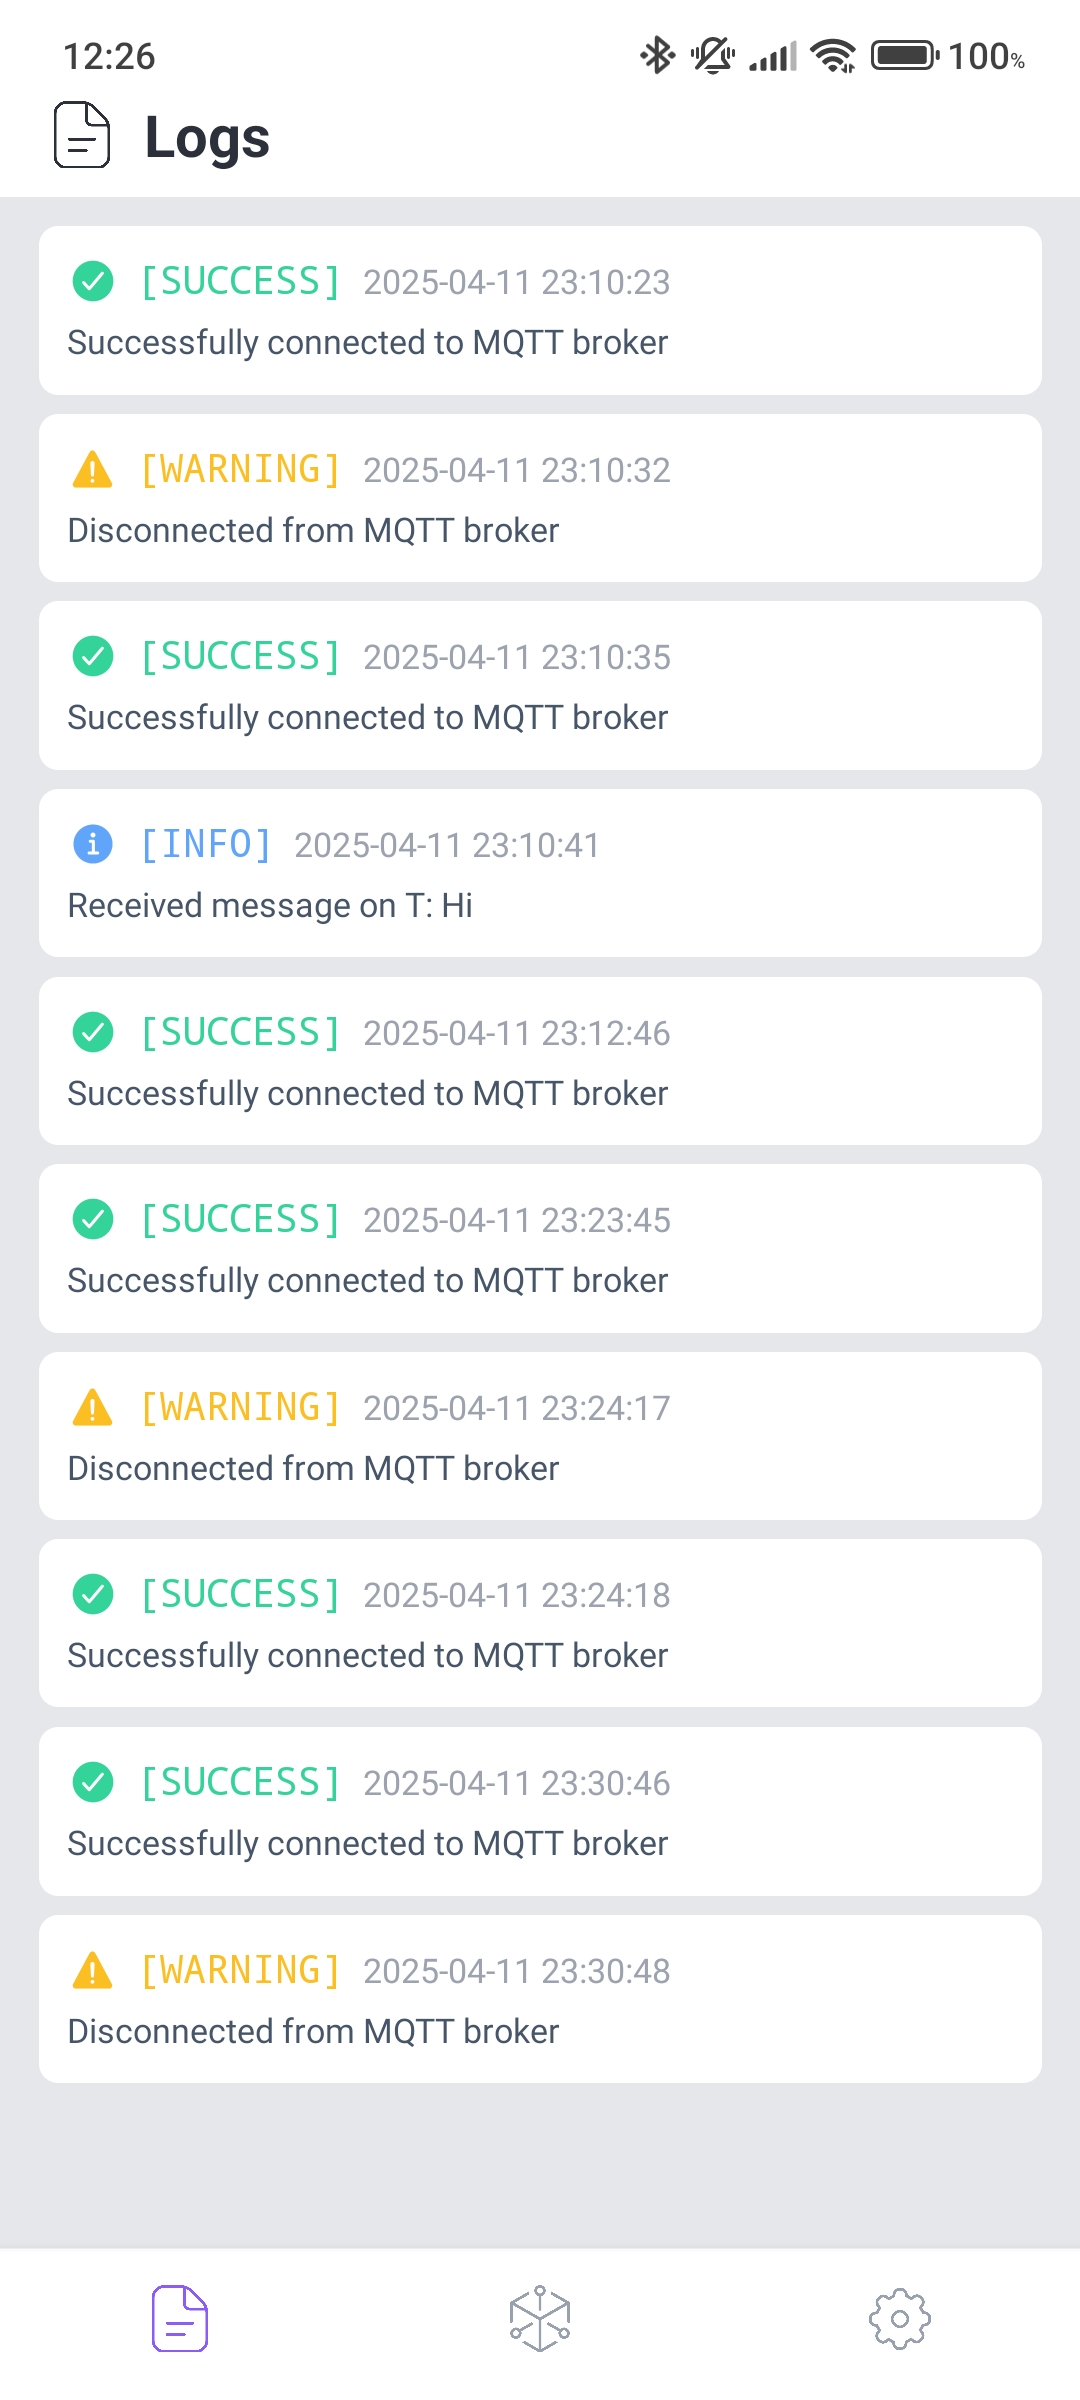 12:26
100%
Logs
[SUCCESS] 2025-04-11 23:10:23
Successfully connected to MQTT broker
[WARNING] 2025-04-11 23:10:32
Disconnected from MQTT broker
[SUCCESS] 2025-04-11 23:10:35
Successfully connected to MQTT broker
[INFO] 2025-04-11 23:10:41
Received message on T: Hi
[SUCCESS] 2025-04-11 23:12:46
Successfully connected to MQTT broker
[SUCCESS] 2025-04-11 23:23:45
Successfully connected to MQTT broker
[WARNING] 2025-04-11 23:24:17
Disconnected from MQTT broker
[SUCCESS] 2025-04-11 23:24:18
Successfully connected to MQTT broker
[SUCCESS] 2025-04-11 23:30:46
Successfully connected to MQTT broker
[WARNING] 2025-04-11 23:30:48
Disconnected from MQTT broker